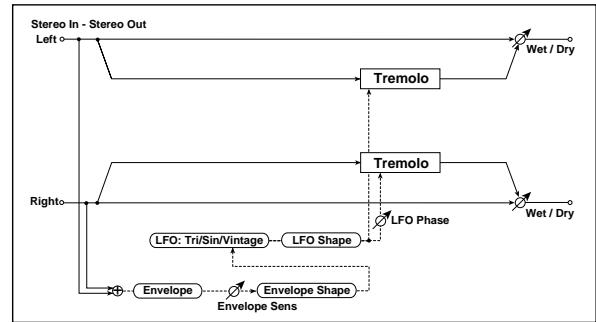 Stereo In - Stereo Out
Left
Wet / Dry
Tremolo
Tremolo
Right
LFO Phase
Wet / Dry
LFO: Tri/Sin/Vintage
LFO Shape
Envelope
Envelope Sens
Envelope Shape